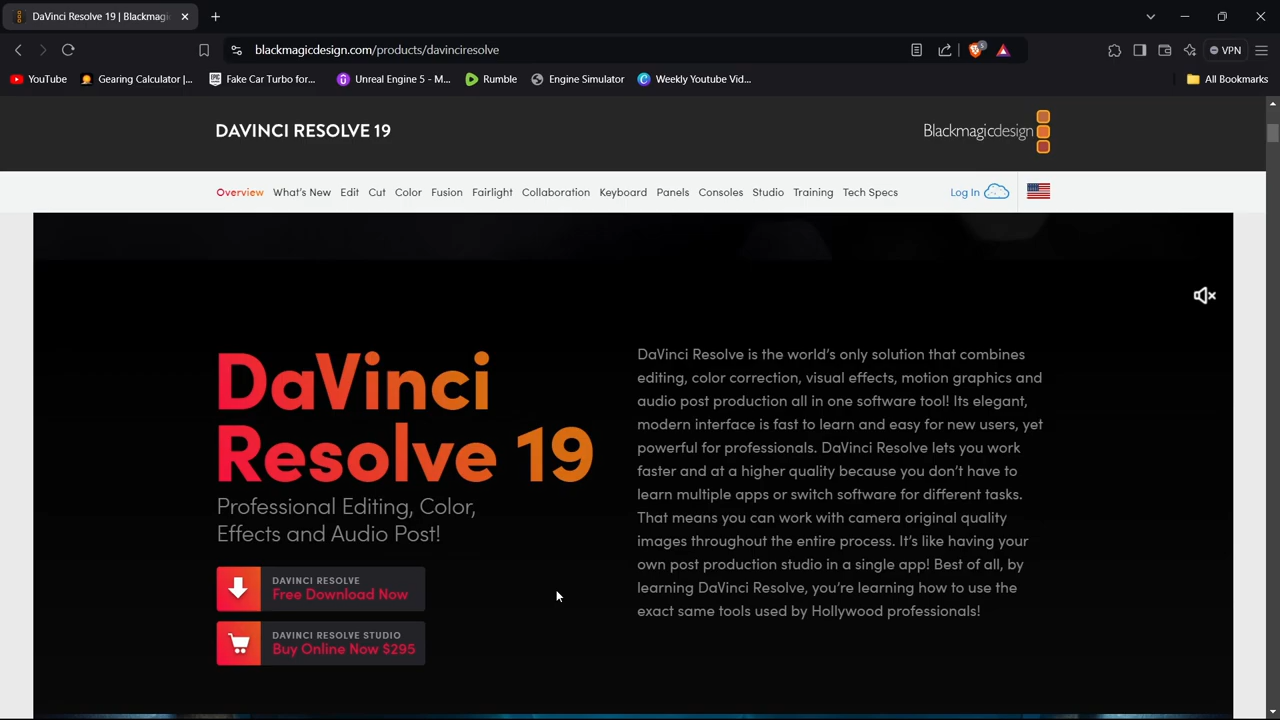 DaVinci Resolve 19 | Blackmagic
blackmagicdesign.com/products/davinciresolve
5
VPN
YouTube
Gearing Calculator |...
Fake Car Turbo for...
Unreal Engine 5 - M...
Rumble
Engine Simulator
Weekly Youtube Vid...
All Bookmarks
DAVINCI RESOLVE 19
Blackmagicdesign
Overview What's New Edit Cut Color Fusion Fairlight Collaboration Keyboard Panels Consoles Studio Training Tech Specs
Log In
DaVinci
Resolve 19
Professional Editing, Color,
Effects and Audio Post!
DAVINCI RESOLVE
Free Download Now
DAVINCI RESOLVE STUDIO
Buy Online Now $295
DaVinci Resolve is the world's only solution that combines
editing, color correction, visual effects, motion graphics and
audio post production all in one software tool! Its elegant,
modern interface is fast to learn and easy for new users, yet
powerful for professionals. DaVinci Resolve lets you work
faster and at a higher quality because you don't have to
learn multiple apps or switch software for different tasks.
That means you can work with camera original quality
images throughout the entire process. It's like having your
own post production studio in a single app! Best of all, by
learning DaVinci Resolve, you're learning how to use the
exact same tools used by Hollywood professionals!